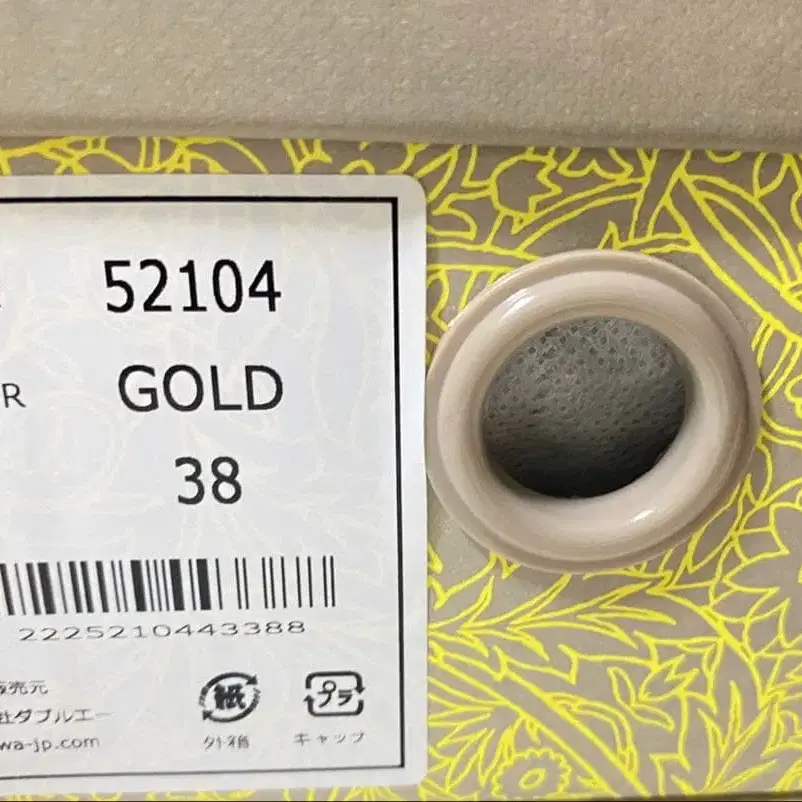 52104
R GOLD
38
2225210443388
販売元
社ダブルエー
wa-jp.com
紙
外箱
プラ
キャップ